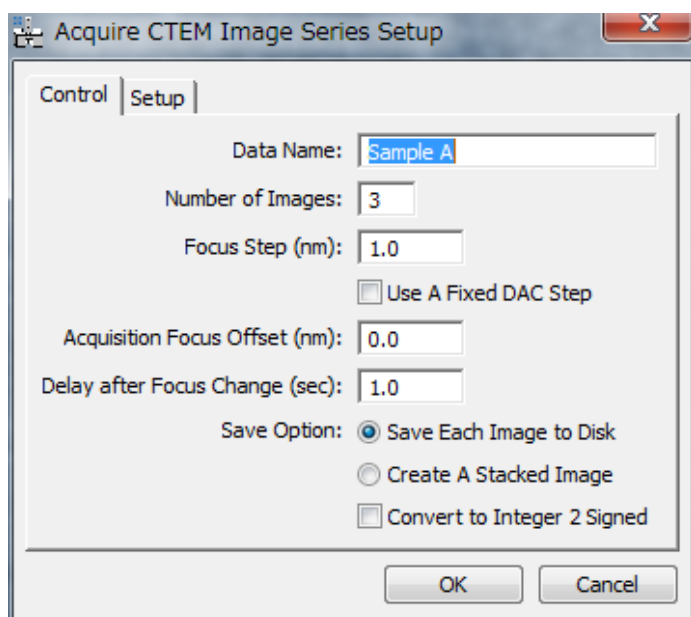 Acquire CTEM Image Series Setup
Control Setup
Data Name: Sample A
Number of Images: 3
Focus Step (nm): 1.0
Use A Fixed DAC Step
Acquisition Focus Offset (nm): 0.0
Delay after Focus Change (sec): 1.0
Save Option: Save Each Image to Disk
Create A Stacked Image
Convert to Integer 2 Signed
OK Cancel